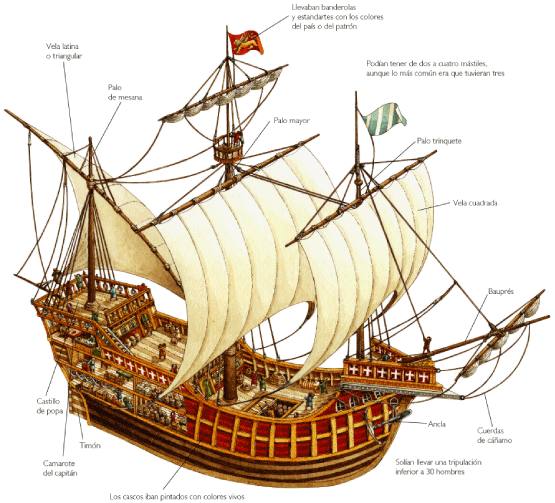 Llevaban banderolas
y estandartes con los colores
del país o del patrón
Vela latina
o triangular
Podían tener de dos a cuatro mástiles,
aunque lo más común era que tuvieran tres
Palo
de mesana
Palo mayor
Palo trinquete
Vela cuadrada
Bauprés
Castillo
de popa
Timón
Camarote
del capitán
Ancla
Cuerdas
de cáñamo
Solían llevar una tripulación
inferior a 30 hombres
Los cascos iban pintados con colores vivos